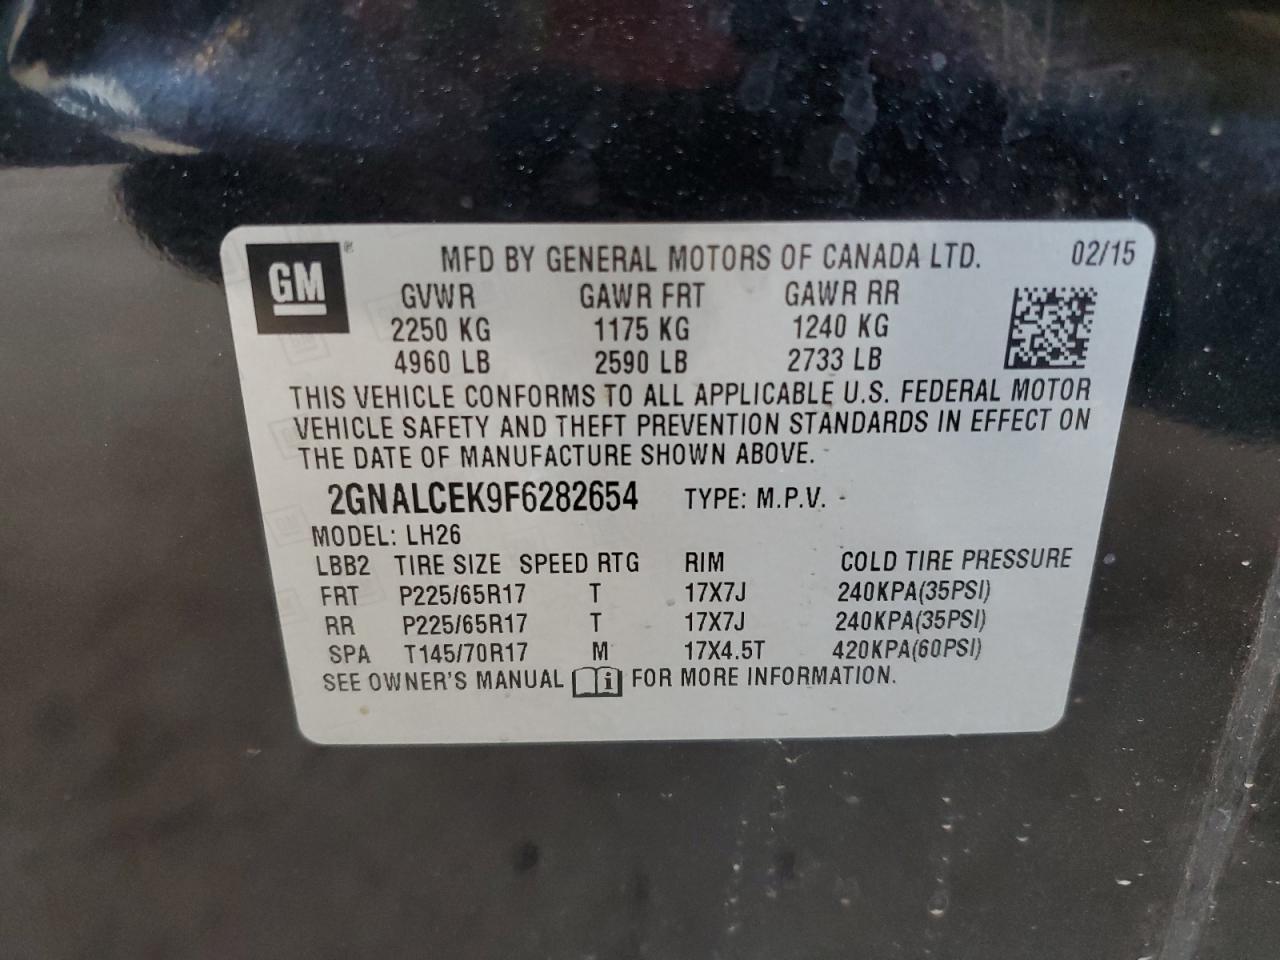 GM ® MFD BY GENERAL MOTORS OF CANADA LTD. 02/15
GVWR GAWR FRT GAWR RR
2250 KG 1175 KG 1240 KG
4960 LB 2590 LB 2733 LB
THIS VEHICLE CONFORMS TO ALL APPLICABLE U.S. FEDERAL MOTOR
VEHICLE SAFETY AND THEFT PREVENTION STANDARDS IN EFFECT ON
THE DATE OF MANUFACTURE SHOWN ABOVE.
2GNALCEK9F6282654 TYPE: M.P.V.
MODEL: LH26
LBB2 TIRE SIZE SPEED RTG RIM COLD TIRE PRESSURE
FRT P225/65R17 T 17X7J 240KPA(35PSI)
RR P225/65R17 T 17X7J 240KPA(35PSI)
SPA T145/70R17 M 17X4.5T 420KPA(60PSI)
SEE OWNER'S MANUAL i FOR MORE INFORMATION.